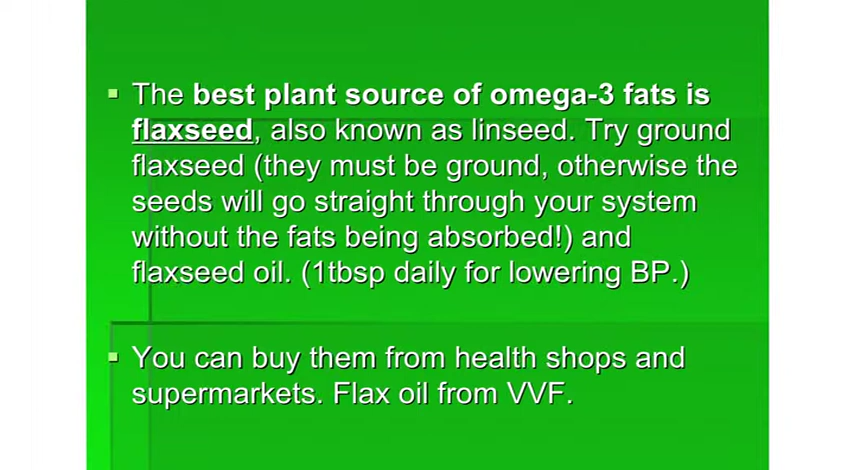 The best plant source of omega-3 fats is
flaxseed, also known as linseed. Try ground
flaxseed (they must be ground, otherwise the
seeds will go straight through your system
without the fats being absorbed!) and
flaxseed oil. (1tbsp daily for lowering BP.)
You can buy them from health shops and
supermarkets. Flax oil from VVF.